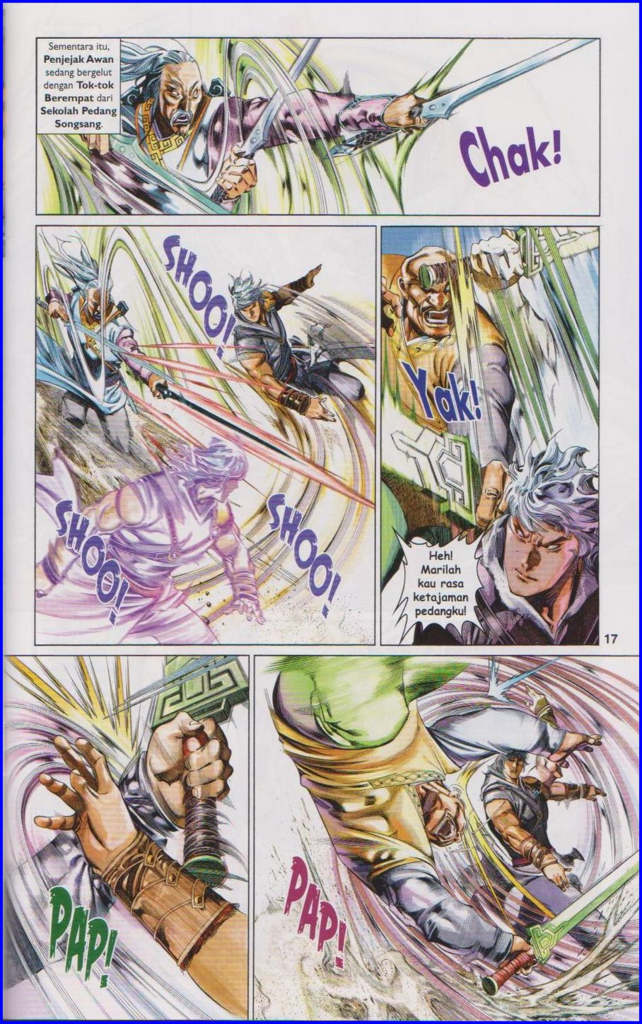 Sementara itu,
Penjejak Awan
sedang bergelut
dengan Tok-tok
Berempat dari
Sekolah Pedang
Songsang.
Chak!
SHOO!
SHOO!
SHOO!
Yak!
Heh!
Marilah
kau rasa
ketajaman
pedangku!
17
PAP!
PAP!